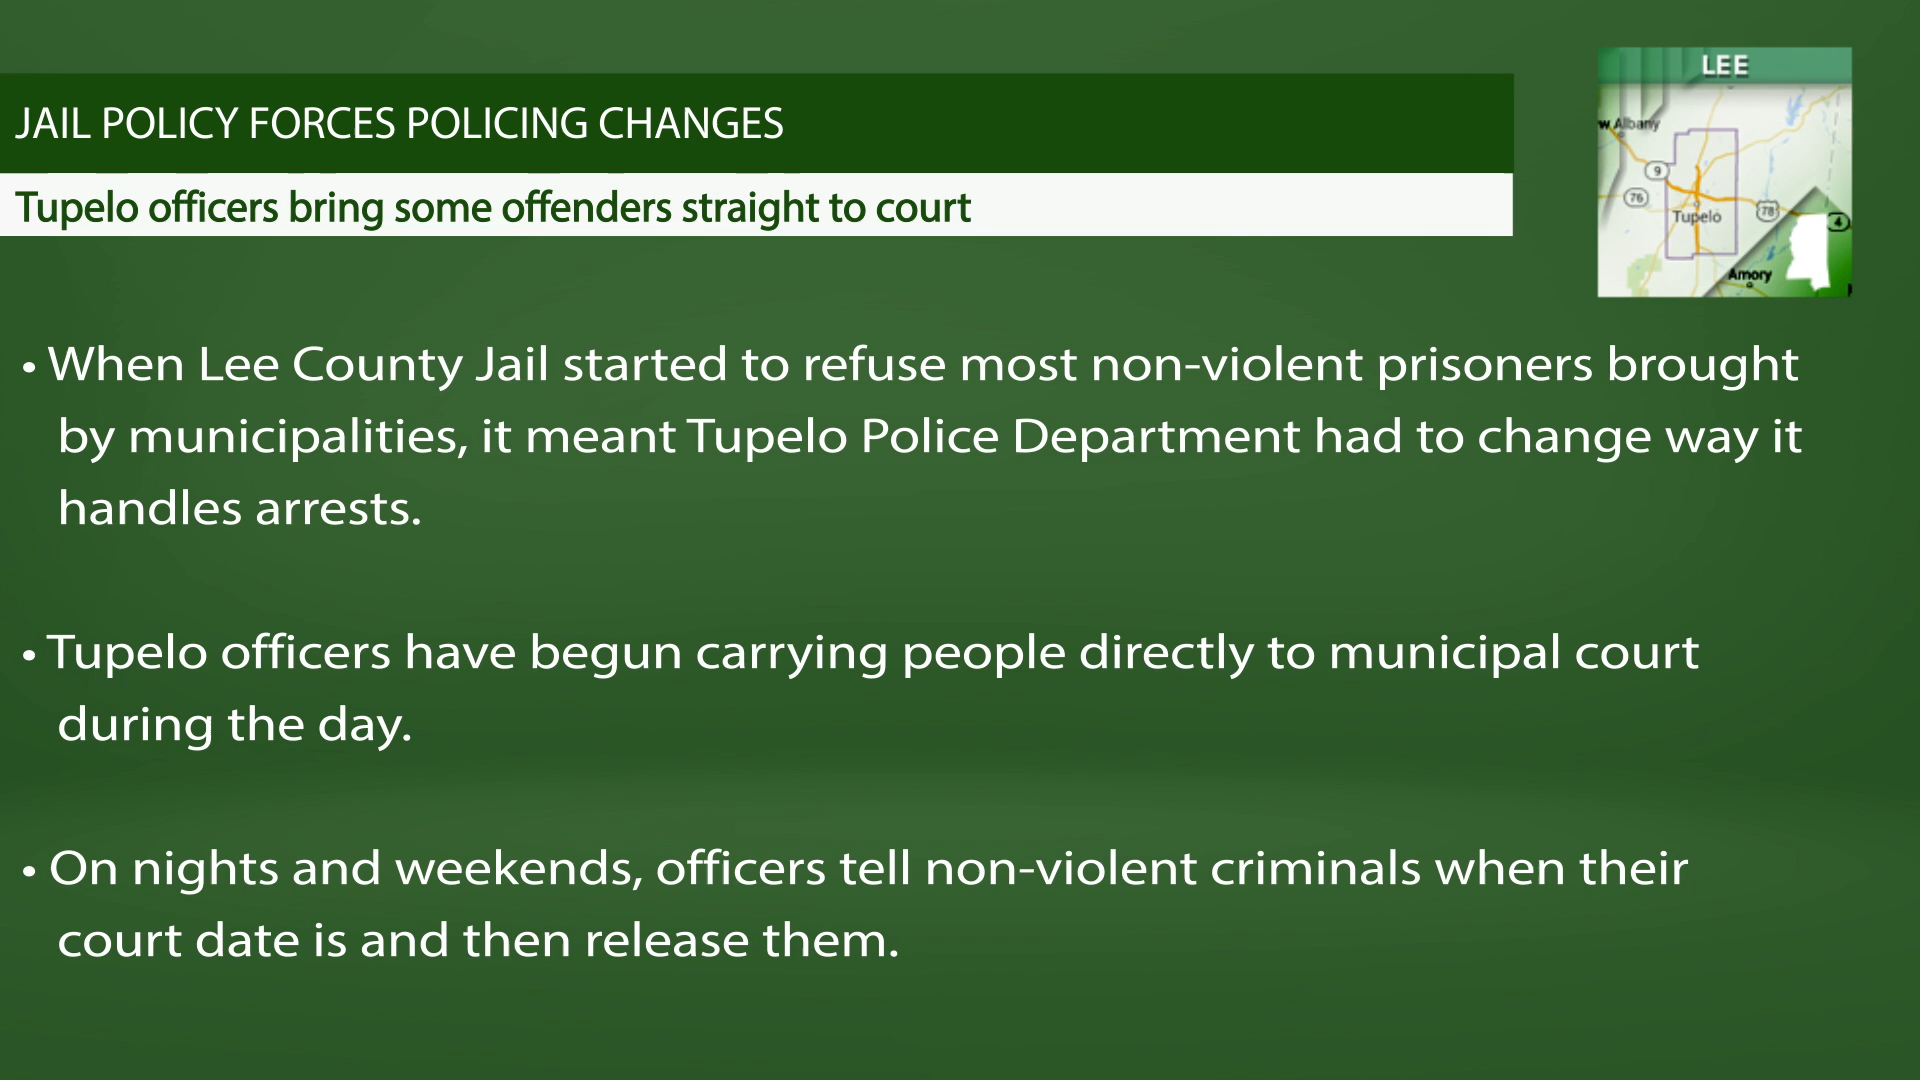 JAIL POLICY FORCES POLICING CHANGES
Tupelo officers bring some offenders straight to court
LEE
w Albany
9
76
Tupelo
78
4
Amory
• When Lee County Jail started to refuse most non-violent prisoners brought
by municipalities, it meant Tupelo Police Department had to change way it
handles arrests.
• Tupelo officers have begun carrying people directly to municipal court
during the day.
• On nights and weekends, officers tell non-violent criminals when their
court date is and then release them.